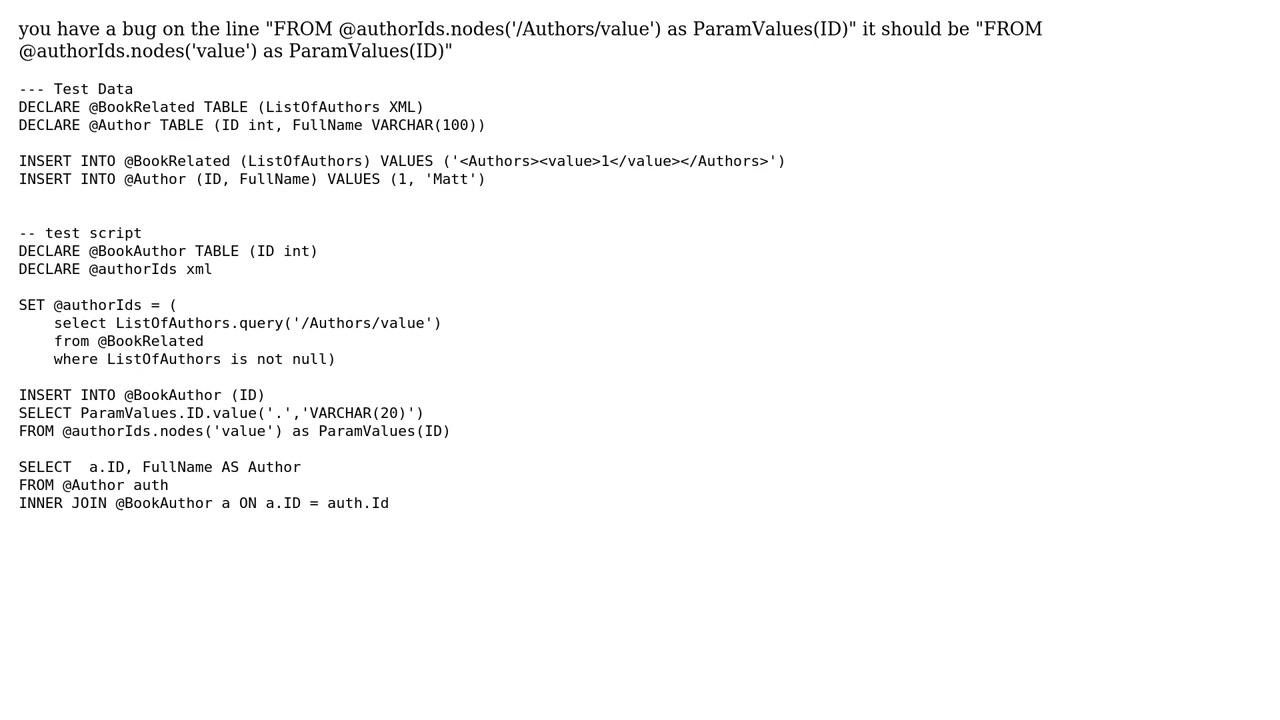 you have a bug on the line "FROM @authorIds.nodes('/Authors/value') as ParamValues(ID)" it should be "FROM
@authorIds.nodes('value') as ParamValues(ID)"
--- Test Data
DECLARE @BookRelated TABLE (ListOfAuthors XML)
DECLARE @Author TABLE (ID int, FullName VARCHAR(100))
INSERT INTO @BookRelated (ListOfAuthors) VALUES ('<Authors><value>1</value></Authors>')
INSERT INTO @Author (ID, FullName) VALUES (1, 'Matt')
-- test script
DECLARE @BookAuthor TABLE (ID int)
DECLARE @authorIds xml
SET @authorIds = (
    select ListOfAuthors.query('/Authors/value')
    from @BookRelated
    where ListOfAuthors is not null)
INSERT INTO @BookAuthor (ID)
SELECT ParamValues.ID.value('.','VARCHAR(20)')
FROM @authorIds.nodes('value') as ParamValues(ID)
SELECT  a.ID, FullName AS Author
FROM @Author auth
INNER JOIN @BookAuthor a ON a.ID = auth.Id